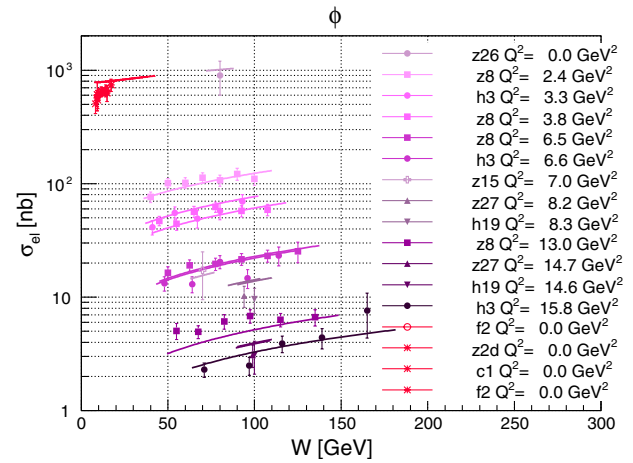 ϕ
σel [nb]
10³
10²
10
1
z26 Q²= 0.0 GeV²
z8 Q²= 2.4 GeV²
h3 Q²= 3.3 GeV²
z8 Q²= 3.8 GeV²
z8 Q²= 6.5 GeV²
h3 Q²= 6.6 GeV²
z15 Q²= 7.0 GeV²
z27 Q²= 8.2 GeV²
h19 Q²= 8.3 GeV²
z8 Q²= 13.0 GeV²
z27 Q²= 14.7 GeV²
h19 Q²= 14.6 GeV²
h3 Q²= 15.8 GeV²
f2 Q²= 0.0 GeV²
z2d Q²= 0.0 GeV²
c1 Q²= 0.0 GeV²
f2 Q²= 0.0 GeV²
0 50 100 150 200 250 300
W [GeV]